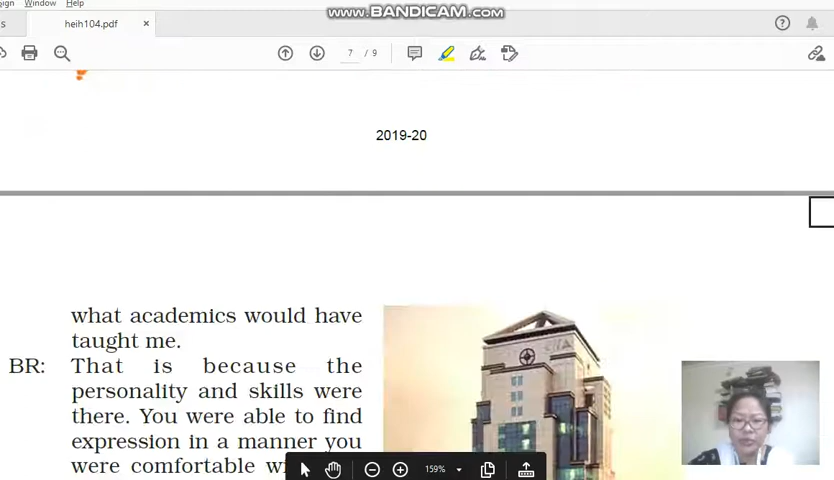 www.BANDICAM.com
Sign Window Help
s heih104.pdf ×
7 / 9
2019-20
what academics would have
taught me.
BR: That is because the
personality and skills were
there. You were able to find
expression in a manner you
were comfortable
159%